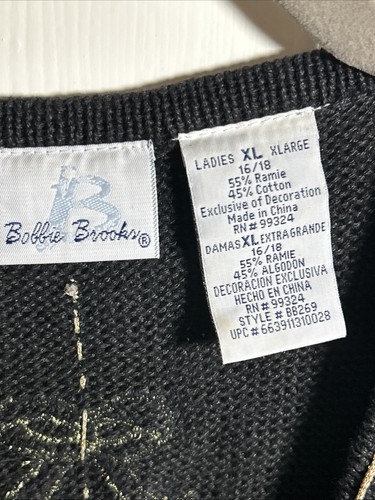 B
Bobbie Brooks®
LADIES XL XLARGE
16/18
55% Ramie
45% Cotton
Exclusive of Decoration
Made in China
RN# 99324
DAMAS XL EXTRAGRANDE
16/18
55% RAMIE
45% ALGODON
DECORACION EXCLUSIVA
HECHO EN CHINA
RN# 99324
STYLE # BB269
UPC# 663911310028